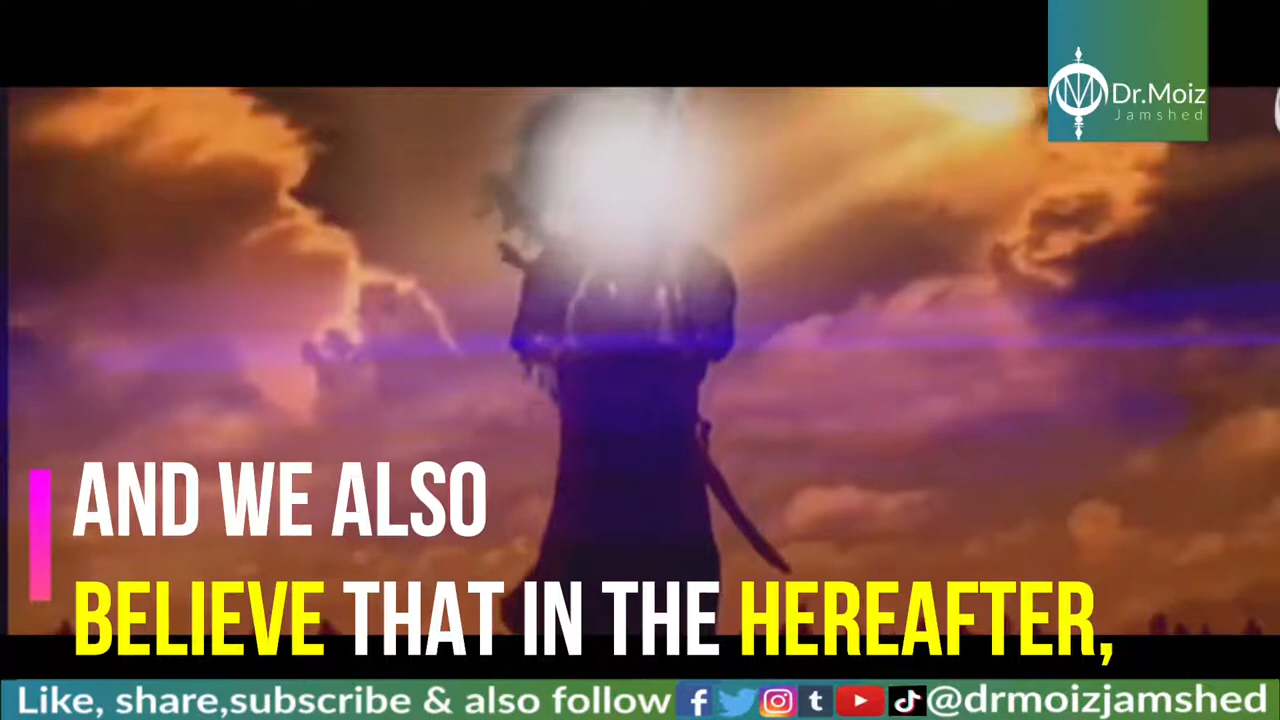 Dr.Moiz
Jamshed
AND WE ALSO
BELIEVE THAT IN THE HEREAFTER,
Like, share,subscribe & also follow @drmoizjamshed